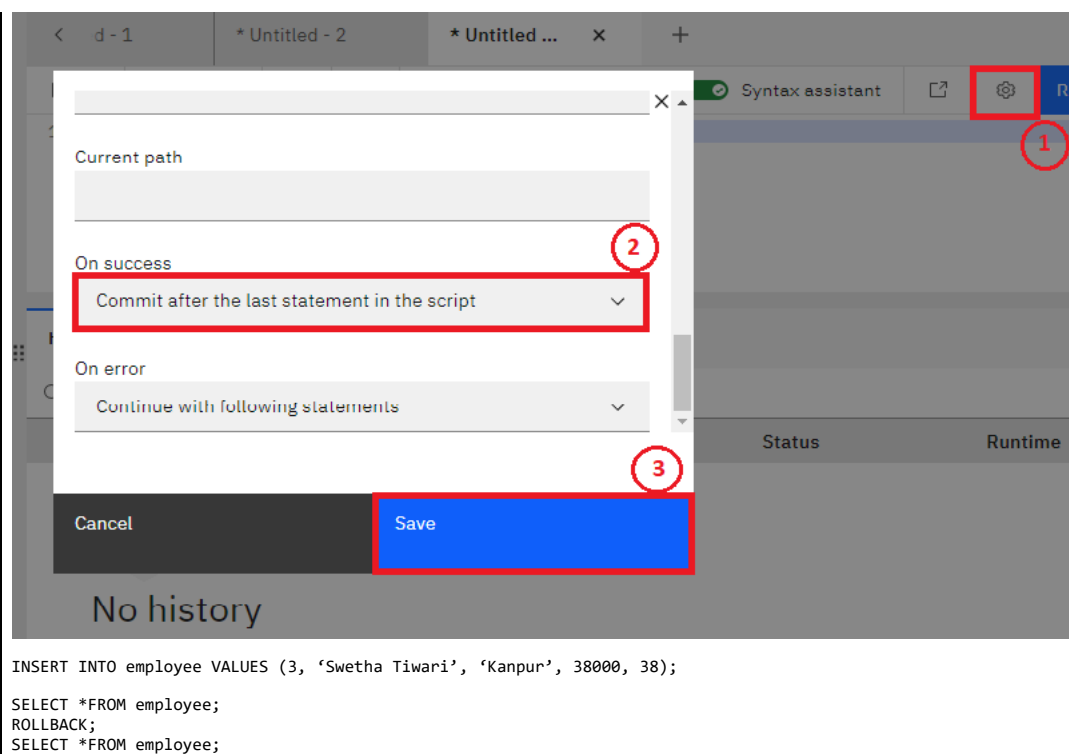 d - 1
* Untitled - 2
* Untitled ...
Syntax assistant
1
Current path
2
On success
Commit after the last statement in the script
On error
Continue with following statements
Status
Runtime
3
Cancel
Save
No history
INSERT INTO employee VALUES (3, ‘Swetha Tiwari’, ‘Kanpur’, 38000, 38);
SELECT *FROM employee;
ROLLBACK;
SELECT *FROM employee;